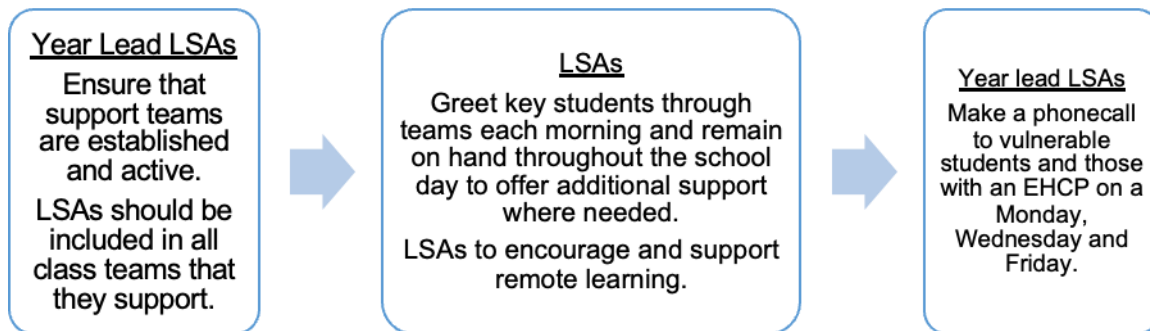 Year Lead LSAs
Ensure that
support teams
are established
and active.
LSAs should be
included in all
class teams that
they support.
LSAs
Greet key students through
teams each morning and remain
on hand throughout the school
day to offer additional support
where needed.
LSAs to encourage and support
remote learning.
Year lead LSAs
Make a phonecall
to vulnerable
students and those
with an EHCP on a
Monday,
Wednesday and
Friday.